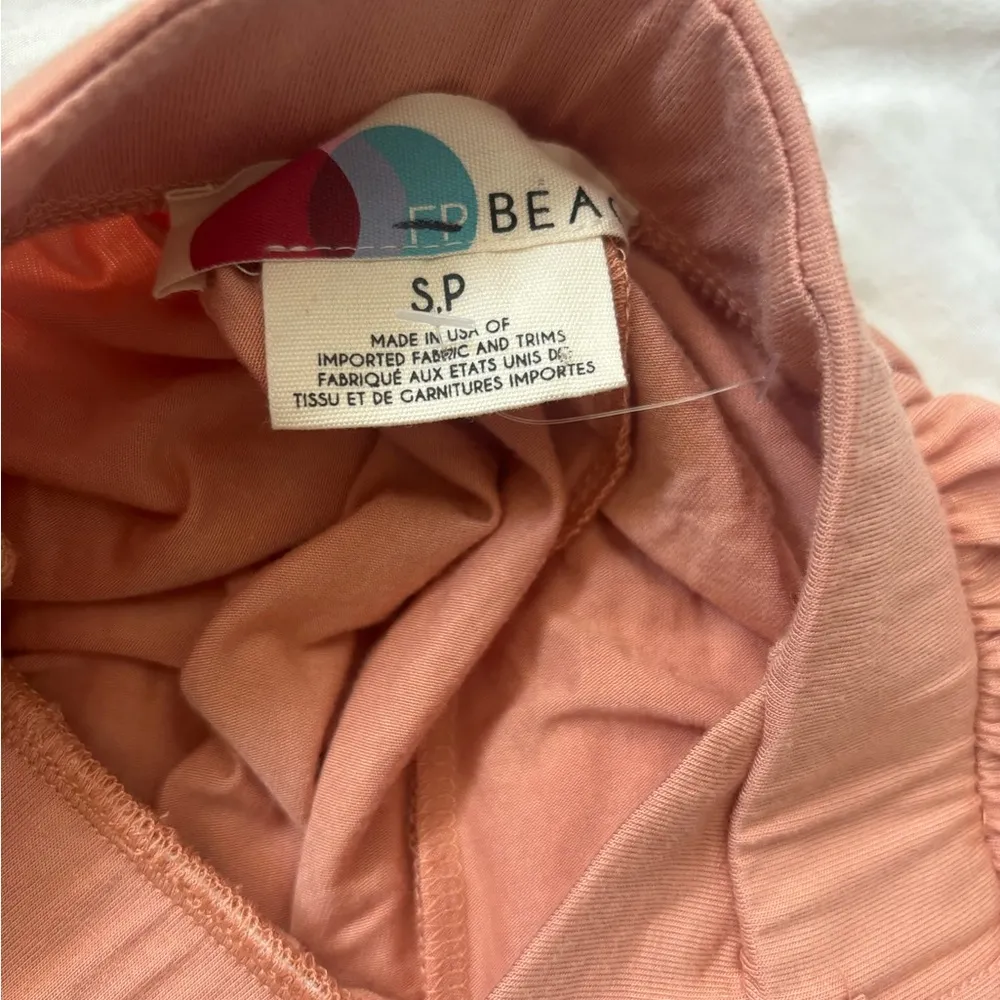 FP BEA
S.P
MADE IN USA OF
IMPORTED FABRIC AND TRIMS
FABRIQUÉ AUX ETATS UNIS DE
TISSU ET DE GARNITURES IMPORTES